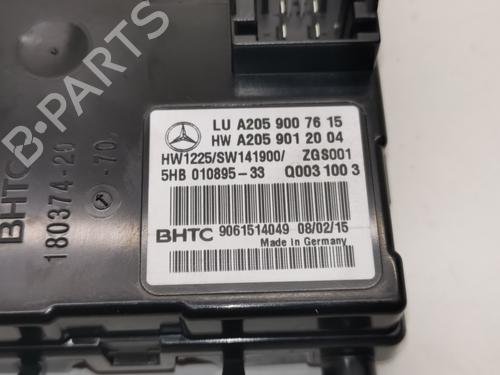 LU A205 900 76 15
HW A205 901 20 04
HW1225/SW141900/ ZGS001
5HB 010895-33 Q003 100 3
BHTC 9061514049 08/02/15
Made in Germany
BHTC
180374-20
-70
B-PARTS